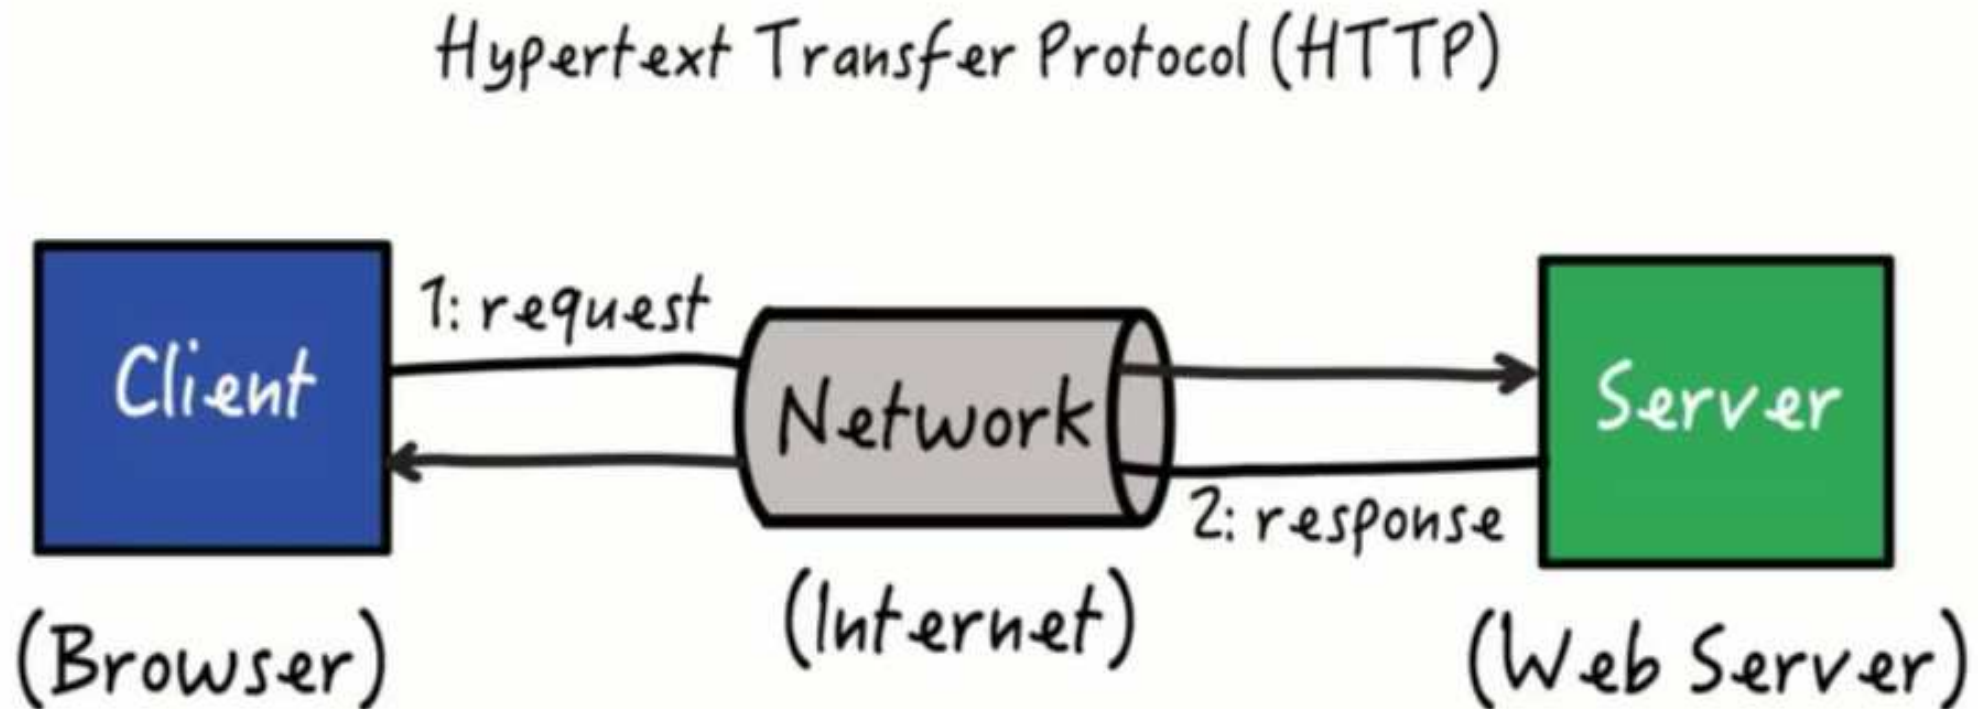 Hypertext Transfer Protocol (HTTP)
1: request
Client
Network
Server
2: response
(Internet)
(Browser)
(Web Server)